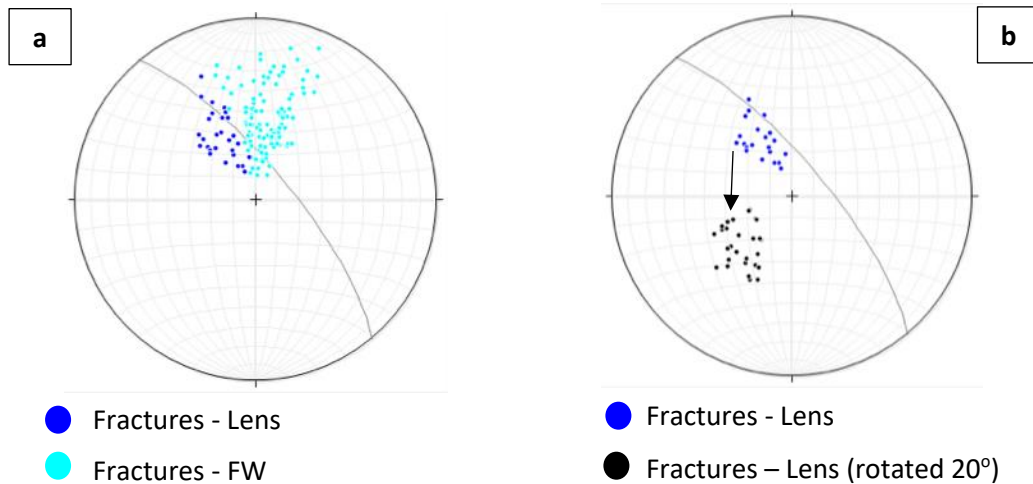 a
b
Fractures - Lens
Fractures - FW
Fractures - Lens
Fractures – Lens (rotated 20°)